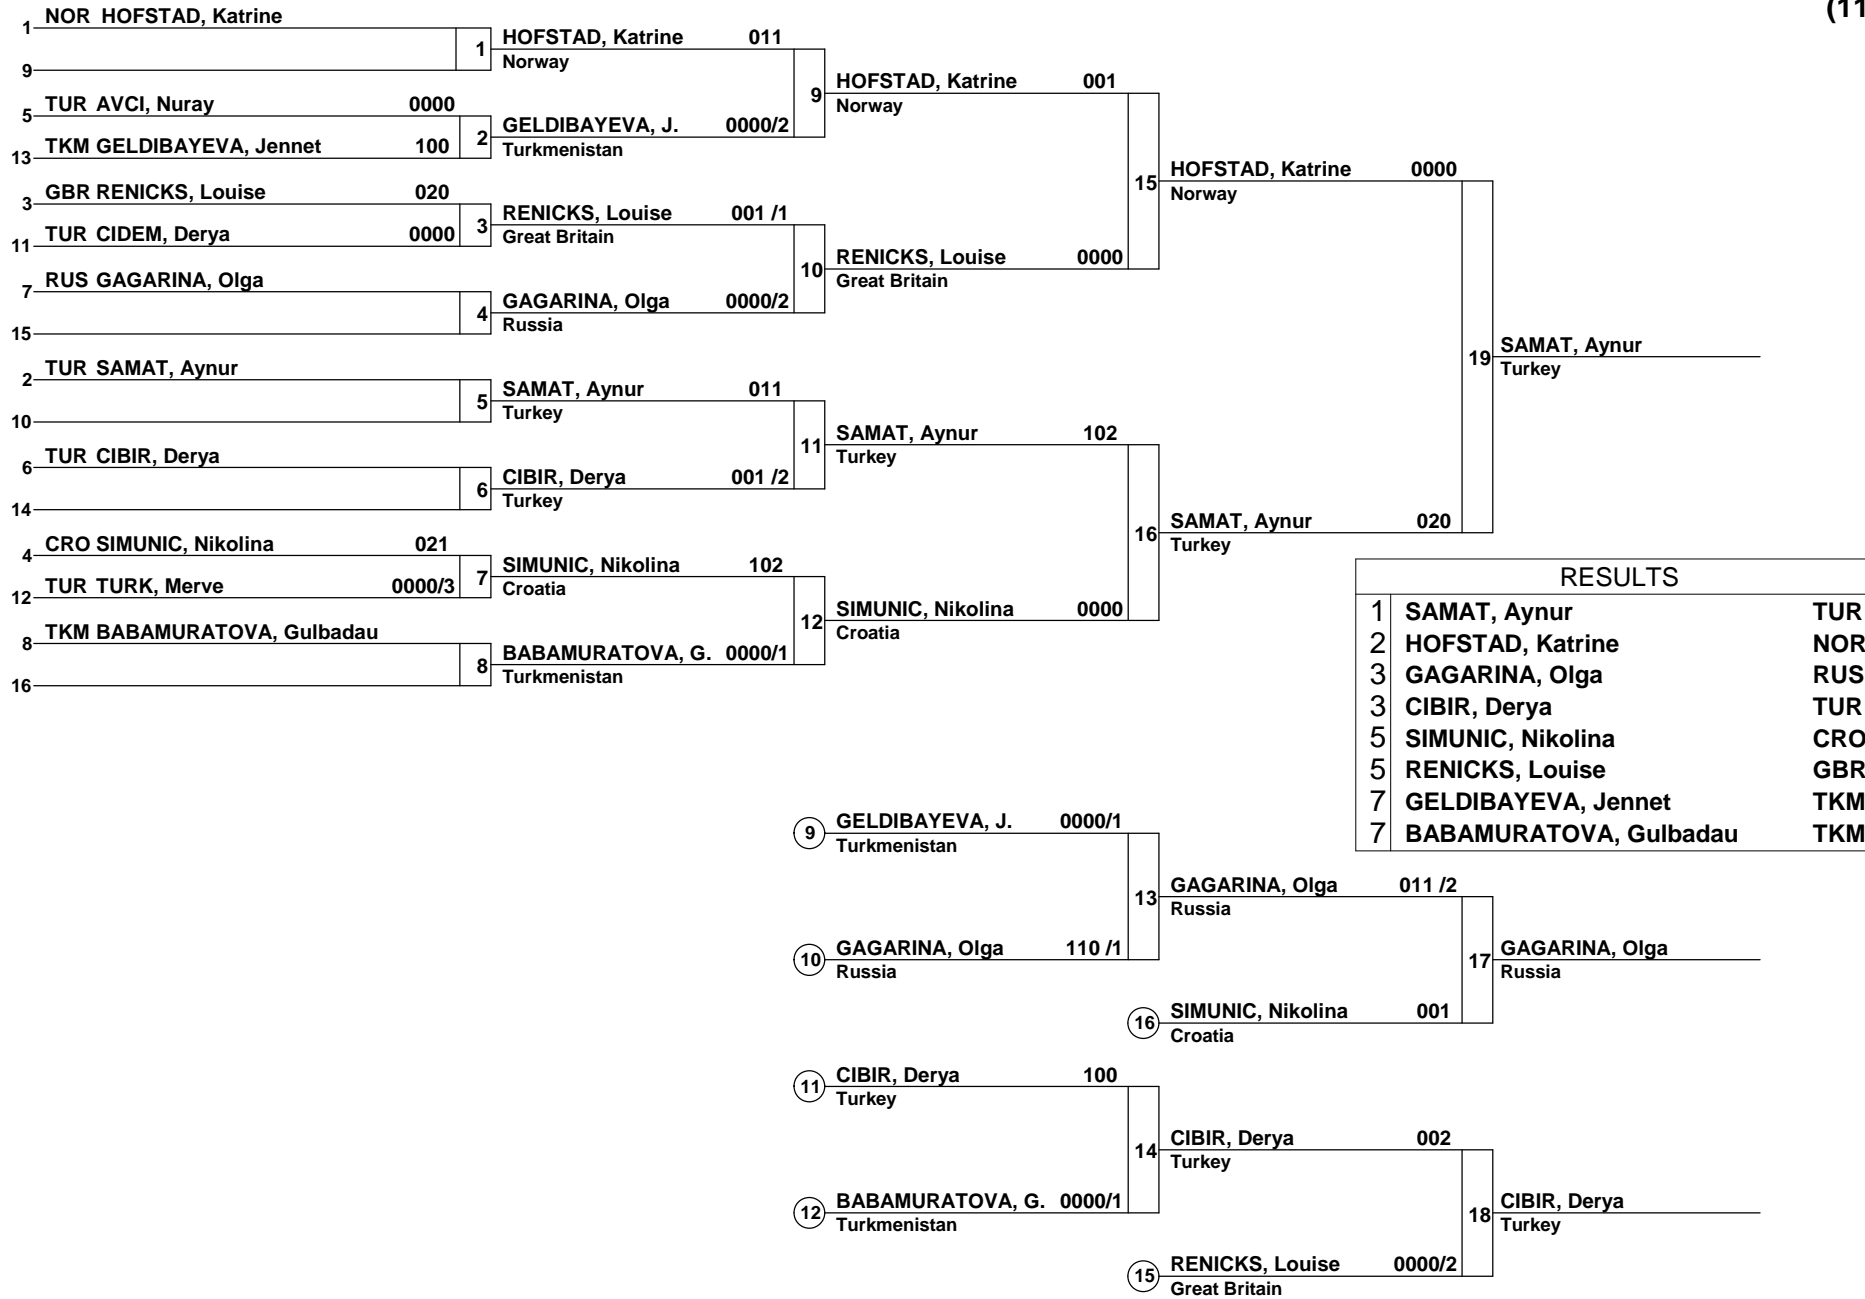 (11
1 NOR HOFSTAD, Katrine
9
1 HOFSTAD, Katrine 011
Norway
5 TUR AVCI, Nuray 0000
13 TKM GELDIBAYEVA, Jennet 100
2 GELDIBAYEVA, J. 0000/2
Turkmenistan
9 HOFSTAD, Katrine 001
Norway
3 GBR RENICKS, Louise 020
11 TUR CIDEM, Derya 0000
3 RENICKS, Louise 001 /1
Great Britain
7 RUS GAGARINA, Olga
15
4 GAGARINA, Olga 0000/2
Russia
10 RENICKS, Louise 0000
Great Britain
15 HOFSTAD, Katrine 0000
Norway
2 TUR SAMAT, Aynur
10
5 SAMAT, Aynur 011
Turkey
6 TUR CIBIR, Derya
14
6 CIBIR, Derya 001 /2
Turkey
11 SAMAT, Aynur 102
Turkey
4 CRO SIMUNIC, Nikolina 021
12 TUR TURK, Merve 0000/3
7 SIMUNIC, Nikolina 102
Croatia
8 TKM BABAMURATOVA, Gulbadau
16
8 BABAMURATOVA, G. 0000/1
Turkmenistan
12 SIMUNIC, Nikolina 0000
Croatia
16 SAMAT, Aynur 020
Turkey
19 SAMAT, Aynur
Turkey
RESULTS
1 SAMAT, Aynur TUR
2 HOFSTAD, Katrine NOR
3 GAGARINA, Olga RUS
3 CIBIR, Derya TUR
5 SIMUNIC, Nikolina CRO
5 RENICKS, Louise GBR
7 GELDIBAYEVA, Jennet TKM
7 BABAMURATOVA, Gulbadau TKM
9 GELDIBAYEVA, J. 0000/1
Turkmenistan
10 GAGARINA, Olga 110 /1
Russia
13 GAGARINA, Olga 011 /2
Russia
16 SIMUNIC, Nikolina 001
Croatia
17 GAGARINA, Olga
Russia
11 CIBIR, Derya 100
Turkey
12 BABAMURATOVA, G. 0000/1
Turkmenistan
14 CIBIR, Derya 002
Turkey
15 RENICKS, Louise 0000/2
Great Britain
18 CIBIR, Derya
Turkey